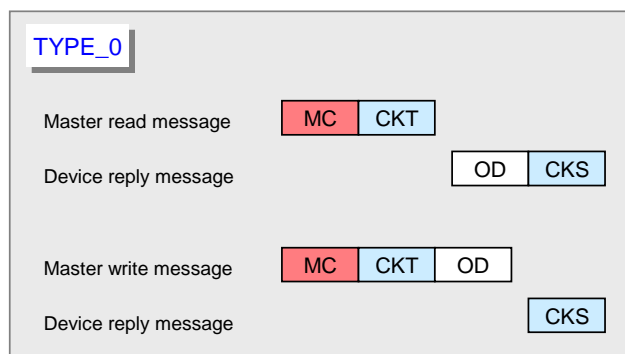 TYPE_0
Master read message MC CKT
Device reply message OD CKS
Master write message MC CKT OD
Device reply message CKS